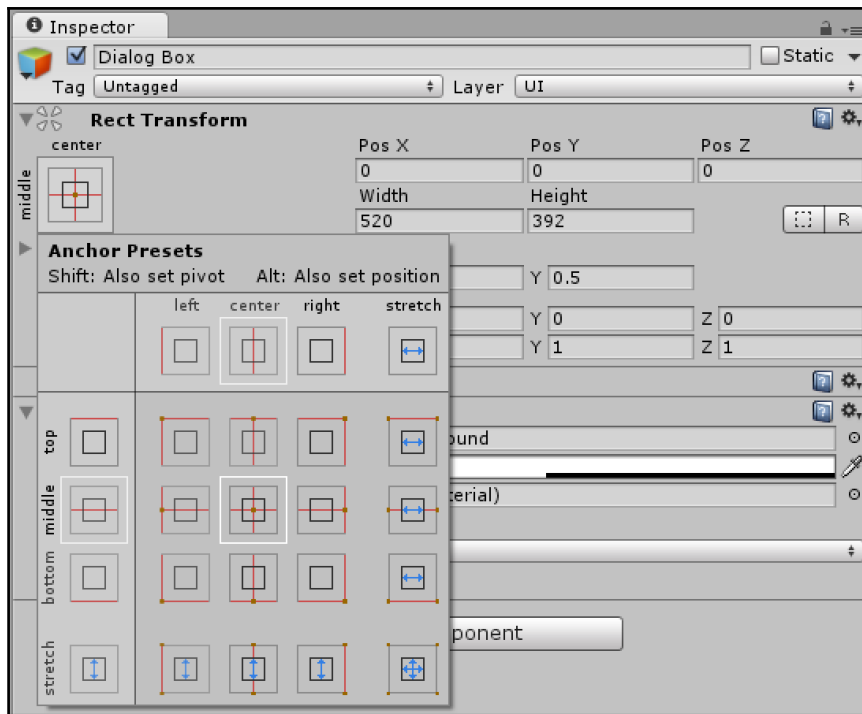 Inspector
Dialog Box Static
Tag Untagged Layer UI
Rect Transform
center Pos X Pos Y Pos Z
middle 0 0 0
Width Height
520 392 R
Anchor Presets
Shift: Also set pivot Alt: Also set position Y 0.5
left center right stretch
Y 0 Z 0
Y 1 Z 1
top
ound
middle
terial)
bottom
ponent
stretch